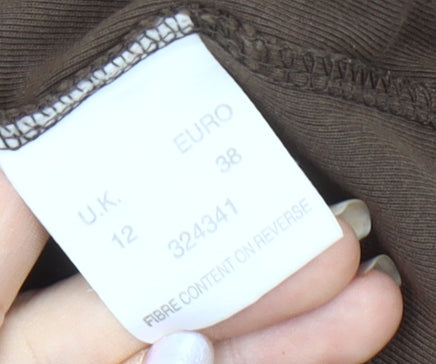 U.K. EURO
12 38
324341
FIBRE CONTENT ON REVERSE